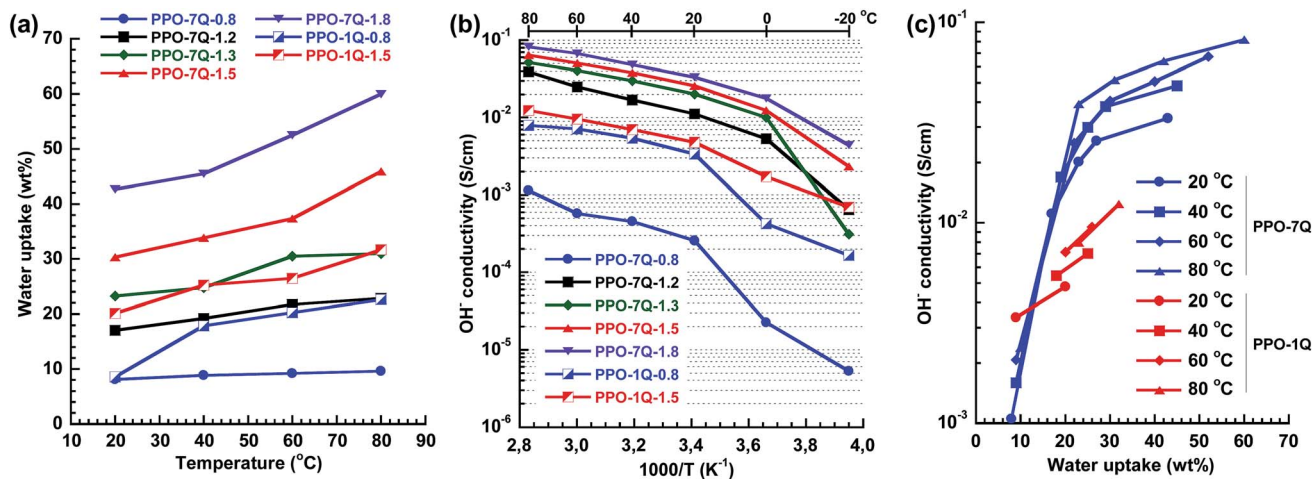 (a)
PPO-7Q-0.8
PPO-7Q-1.8
PPO-7Q-1.2
PPO-1Q-0.8
PPO-7Q-1.3
PPO-1Q-1.5
PPO-7Q-1.5
70
60
50
40
30
20
10
0
Water uptake (wt%)
10 20 30 40 50 60 70 80 90
Temperature (°C)
(b)
80 60 40 20 0 -20 °C
10⁻¹
10⁻²
10⁻³
10⁻⁴
10⁻⁵
10⁻⁶
OH⁻ conductivity (S/cm)
PPO-7Q-0.8
PPO-7Q-1.2
PPO-7Q-1.3
PPO-7Q-1.5
PPO-7Q-1.8
PPO-1Q-0.8
PPO-1Q-1.5
2,8 3,0 3,2 3,4 3,6 3,8 4,0
1000/T (K⁻¹)
(c)
10⁻¹
10⁻²
10⁻³
OH⁻ conductivity (S/cm)
20 °C
40 °C
60 °C
80 °C
PPO-7Q
20 °C
40 °C
60 °C
80 °C
PPO-1Q
0 10 20 30 40 50 60 70
Water uptake (wt%)